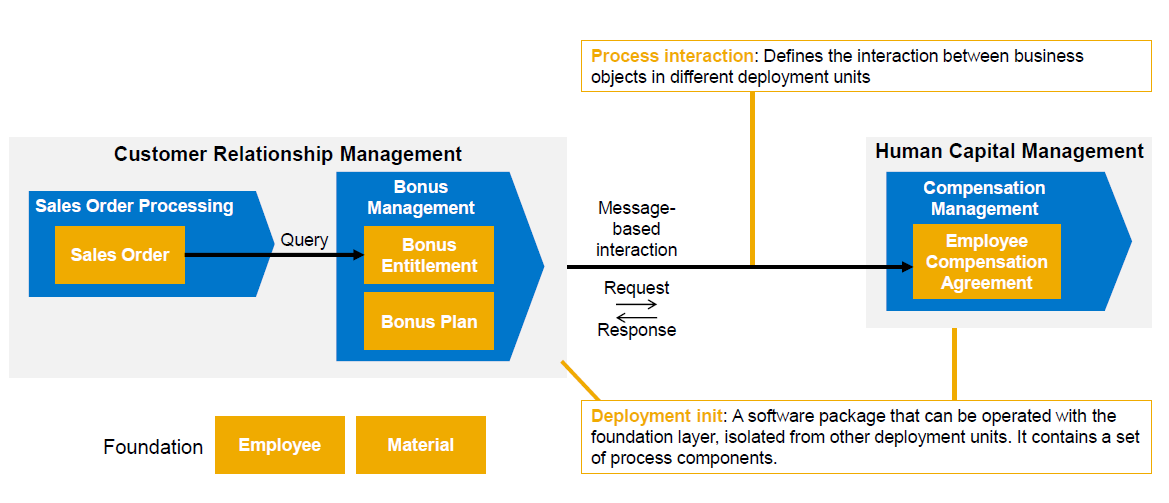 Process interaction: Defines the interaction between business
objects in different deployment units
Customer Relationship Management
Human Capital Management
Sales Order Processing
Sales Order
Query
Bonus
Management
Bonus
Entitlement
Bonus Plan
Message-
based
interaction
Request
Response
Compensation
Management
Employee
Compensation
Agreement
Deployment init: A software package that can be operated with the
foundation layer, isolated from other deployment units. It contains a set
of process components.
Foundation
Employee
Material